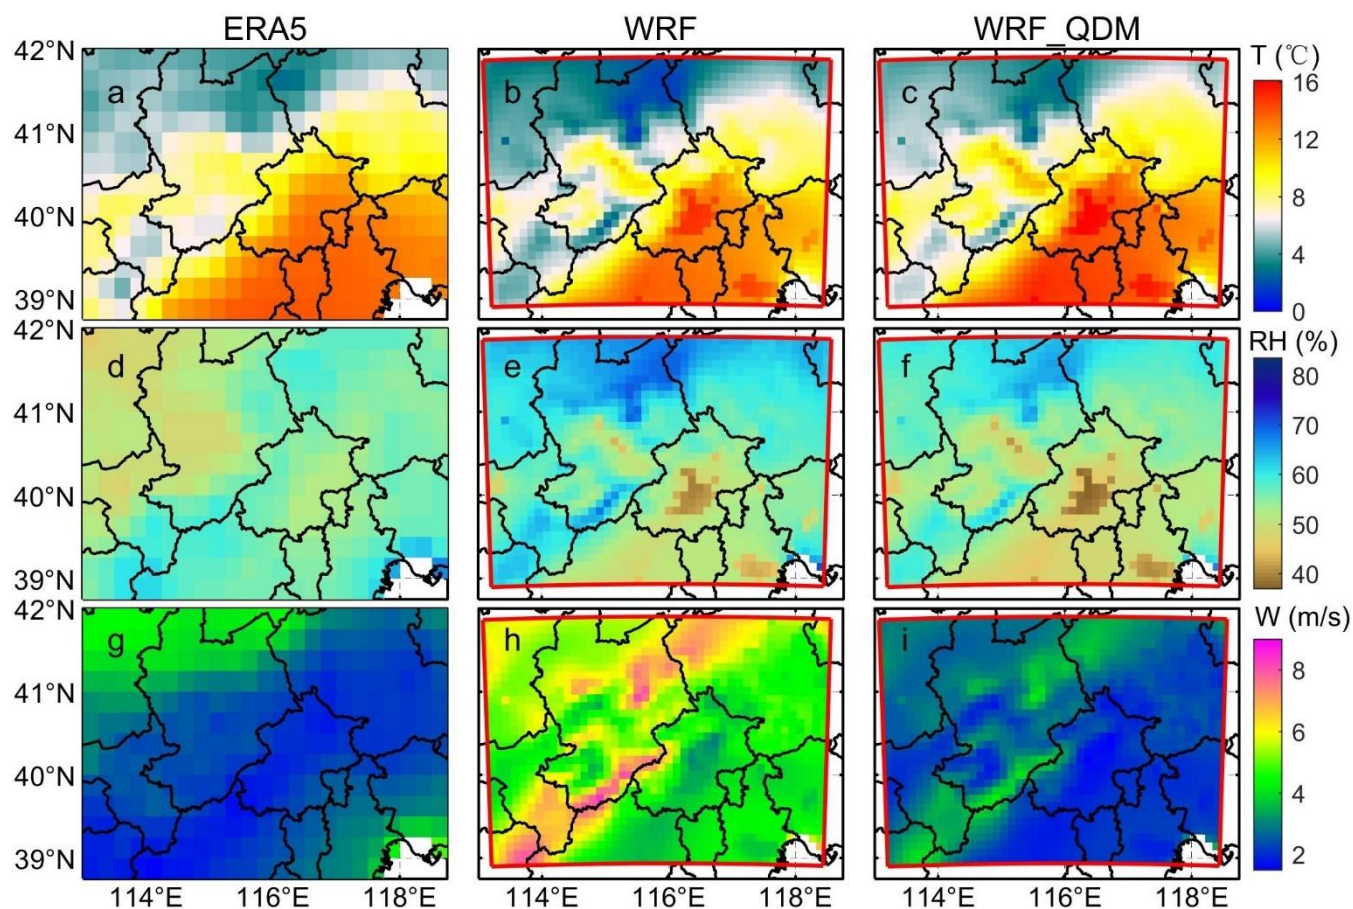 ERA5 WRF WRF_QDM
42°N a b c T (℃)
41°N 16
40°N 12
39°N 8
4
0
42°N d e f RH (%)
41°N 80
40°N 70
39°N 60
50
40
42°N g h i W (m/s)
41°N 8
40°N 6
39°N 4
2
114°E 116°E 118°E 114°E 116°E 118°E 114°E 116°E 118°E